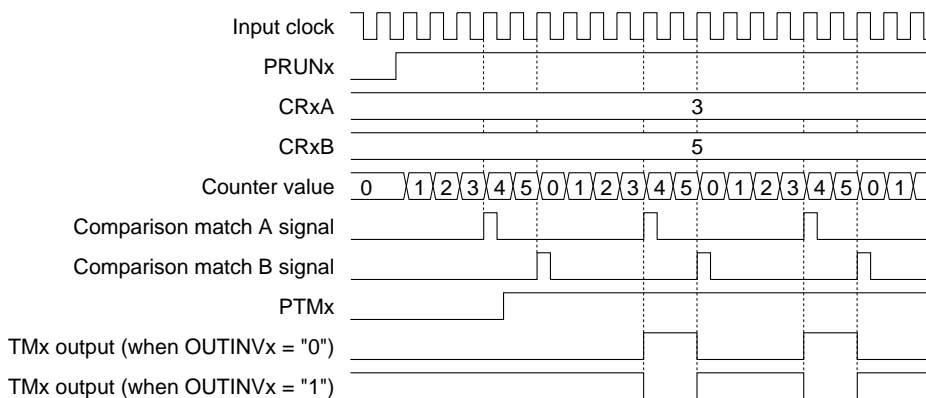 Input clock
PRUNx
CRxA 3
CRxB 5
Counter value 0 1 2 3 4 5 0 1 2 3 4 5 0 1 2 3 4 5 0 1
Comparison match A signal
Comparison match B signal
PTMx
TMx output (when OUTINVx = "0")
TMx output (when OUTINVx = "1")